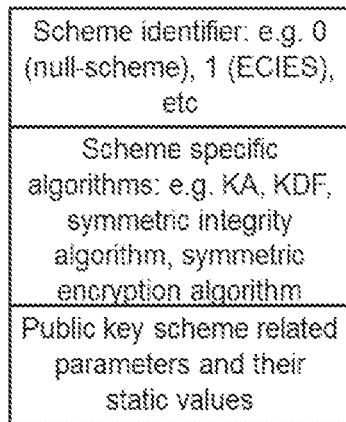 Scheme identifier: e.g. 0
(null-scheme), 1 (ECIES),
etc
Scheme specific
algorithms: e.g. KA, KDF,
symmetric integrity
algorithm, symmetric
encryption algorithm
Public key scheme related
parameters and their
static values